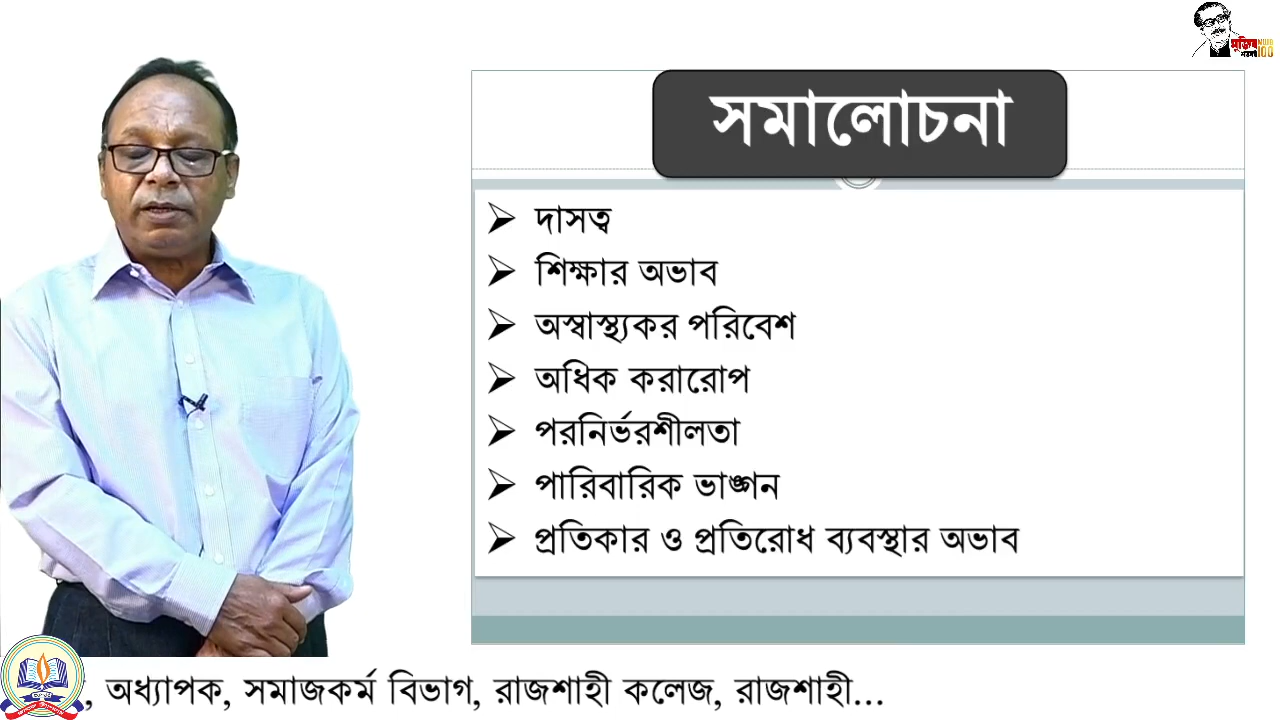 সমালোচনা
দাসত্ব
শিক্ষার অভাব
অস্বাস্থ্যকর পরিবেশ
অধিক করারোপ
পরনির্ভরশীলতা
পারিবারিক ভাঙ্গন
প্রতিকার ও প্রতিরোধ ব্যবস্থার অভাব
, অধ্যাপক, সমাজকর্ম বিভাগ, রাজশাহী কলেজ, রাজশাহী...